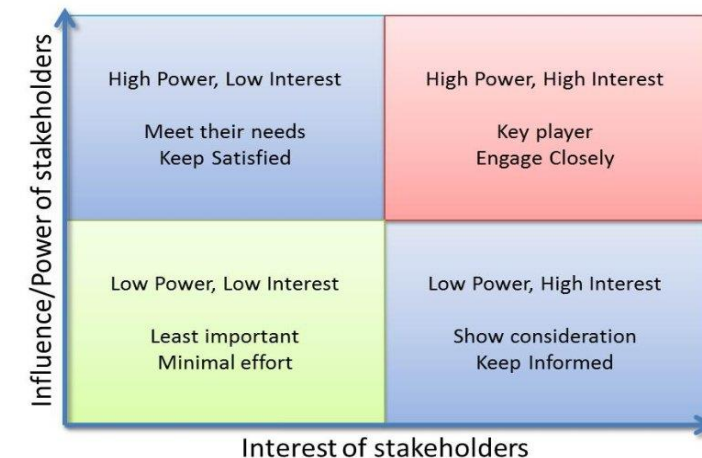 Influence/Power of stakeholders
High Power, Low Interest
Meet their needs
Keep Satisfied
High Power, High Interest
Key player
Engage Closely
Low Power, Low Interest
Least important
Minimal effort
Low Power, High Interest
Show consideration
Keep Informed
Interest of stakeholders